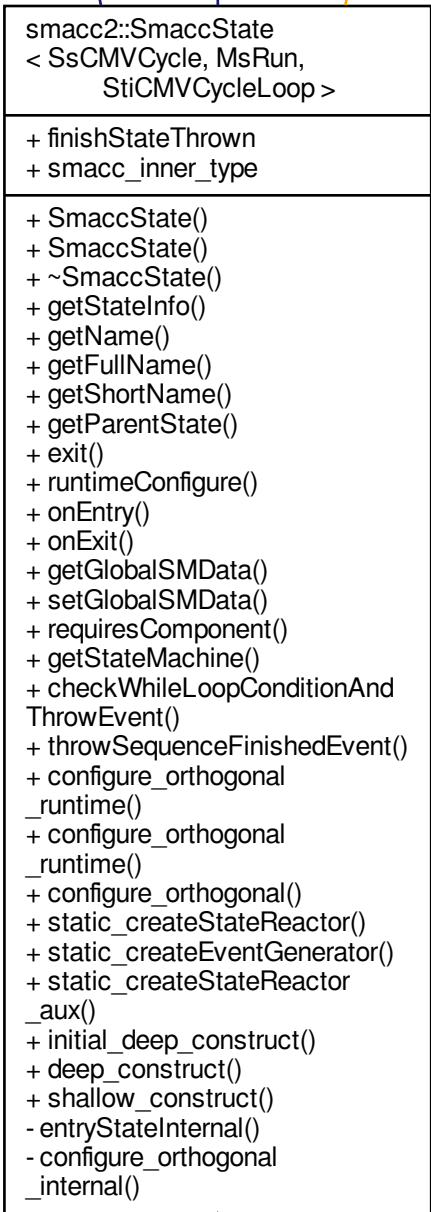 smacc2::SmaccState
< SsCMVCycle, MsRun,
StiCMVCycleLoop >
+ finishStateThrown
+ smacc_inner_type
+ SmaccState()
+ SmaccState()
+ ~SmaccState()
+ getStateInfo()
+ getName()
+ getFullName()
+ getShortName()
+ getParentState()
+ exit()
+ runtimeConfigure()
+ onEntry()
+ onExit()
+ getGlobalSMData()
+ setGlobalSMData()
+ requiresComponent()
+ getStateMachine()
+ checkWhileLoopConditionAnd
ThrowEvent()
+ throwSequenceFinishedEvent()
+ configure_orthogonal
_runtime()
+ configure_orthogonal
_runtime()
+ configure_orthogonal()
+ static_createStateReactor()
+ static_createEventGenerator()
+ static_createStateReactor
_aux()
+ initial_deep_construct()
+ deep_construct()
+ shallow_construct()
- entryStateInternal()
- configure_orthogonal
_internal()